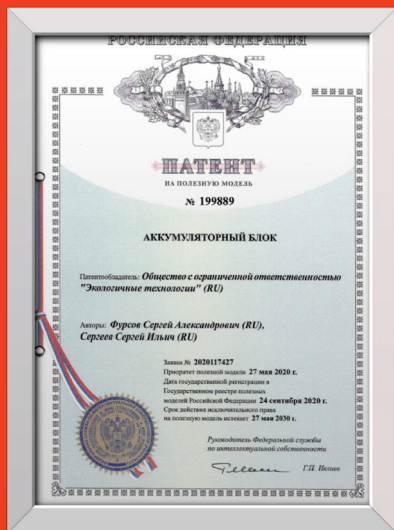 РОССИЙСКАЯ ФЕДЕРАЦИЯ
ПАТЕНТ
НА ПОЛЕЗНУЮ МОДЕЛЬ
№ 199889
АККУМУЛЯТОРНЫЙ БЛОК
Патентообладатель: Общество с ограниченной ответственностью
"Экологичные технологии" (RU)
Авторы: Фурсов Сергей Александрович (RU),
Сергеев Сергей Ильич (RU)
Заявка № 2020117427
Приоритет полезной модели 27 мая 2020 г.
Дата государственной регистрации в
Государственном реестре полезных
моделей Российской Федерации 24 сентября 2020 г.
Срок действия исключительного права
на полезную модель истекает 27 мая 2030 г.
Руководитель Федеральной службы
по интеллектуальной собственности
Г.П. Ивлиев